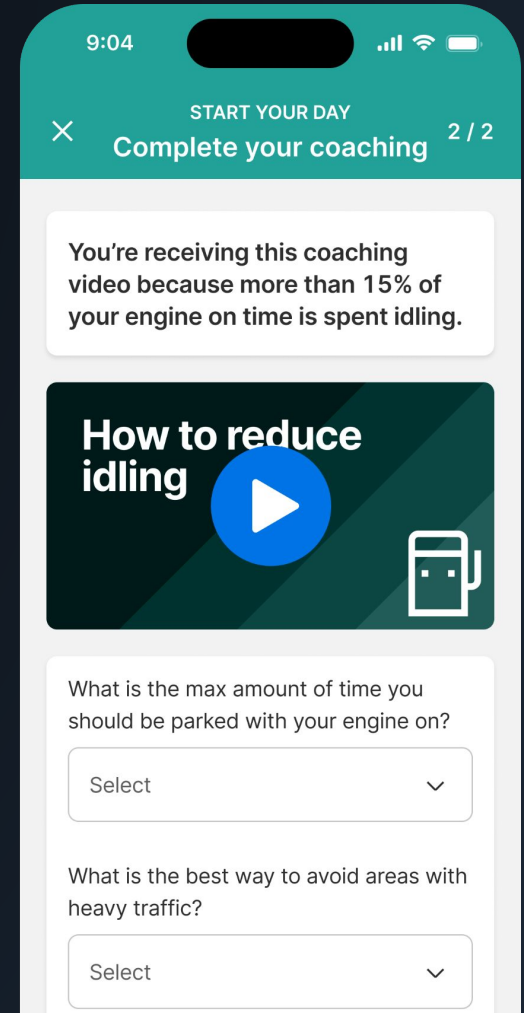 9:04
START YOUR DAY
Complete your coaching
2 / 2
You’re receiving this coaching
video because more than 15% of
your engine on time is spent idling.
How to reduce
idling
What is the max amount of time you
should be parked with your engine on?
Select
What is the best way to avoid areas with
heavy traffic?
Select